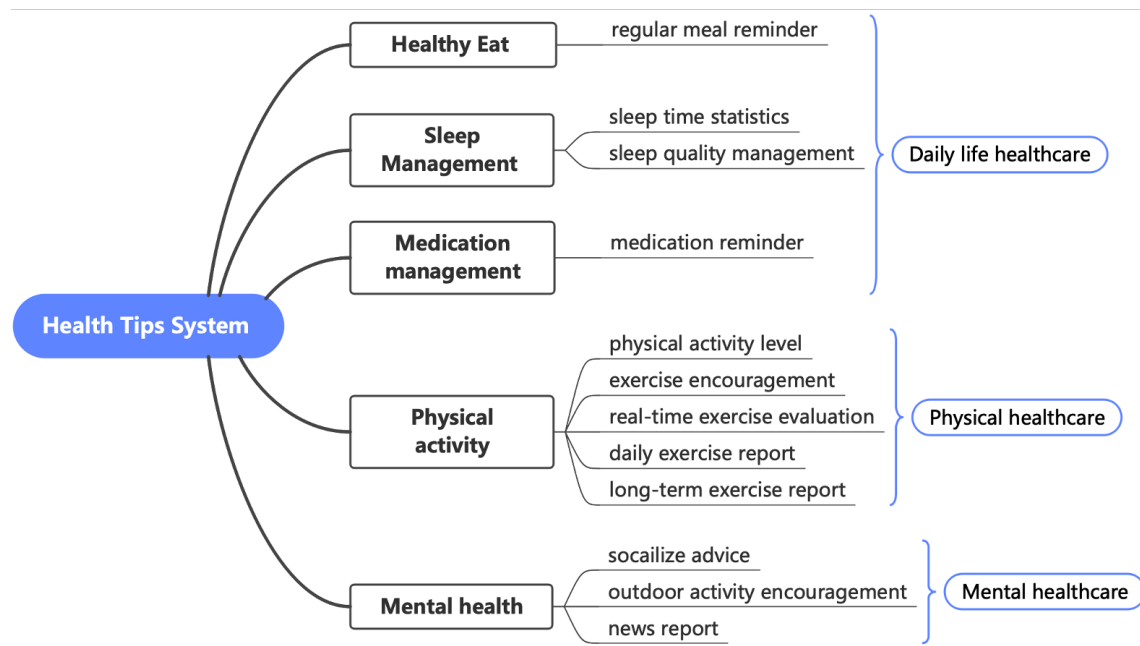 Health Tips System
Healthy Eat
regular meal reminder
Sleep
Management
sleep time statistics
sleep quality management
Medication
management
medication reminder
Daily life healthcare
Physical
activity
physical activity level
exercise encouragement
real-time exercise evaluation
daily exercise report
long-term exercise report
Physical healthcare
Mental health
socailize advice
outdoor activity encouragement
news report
Mental healthcare